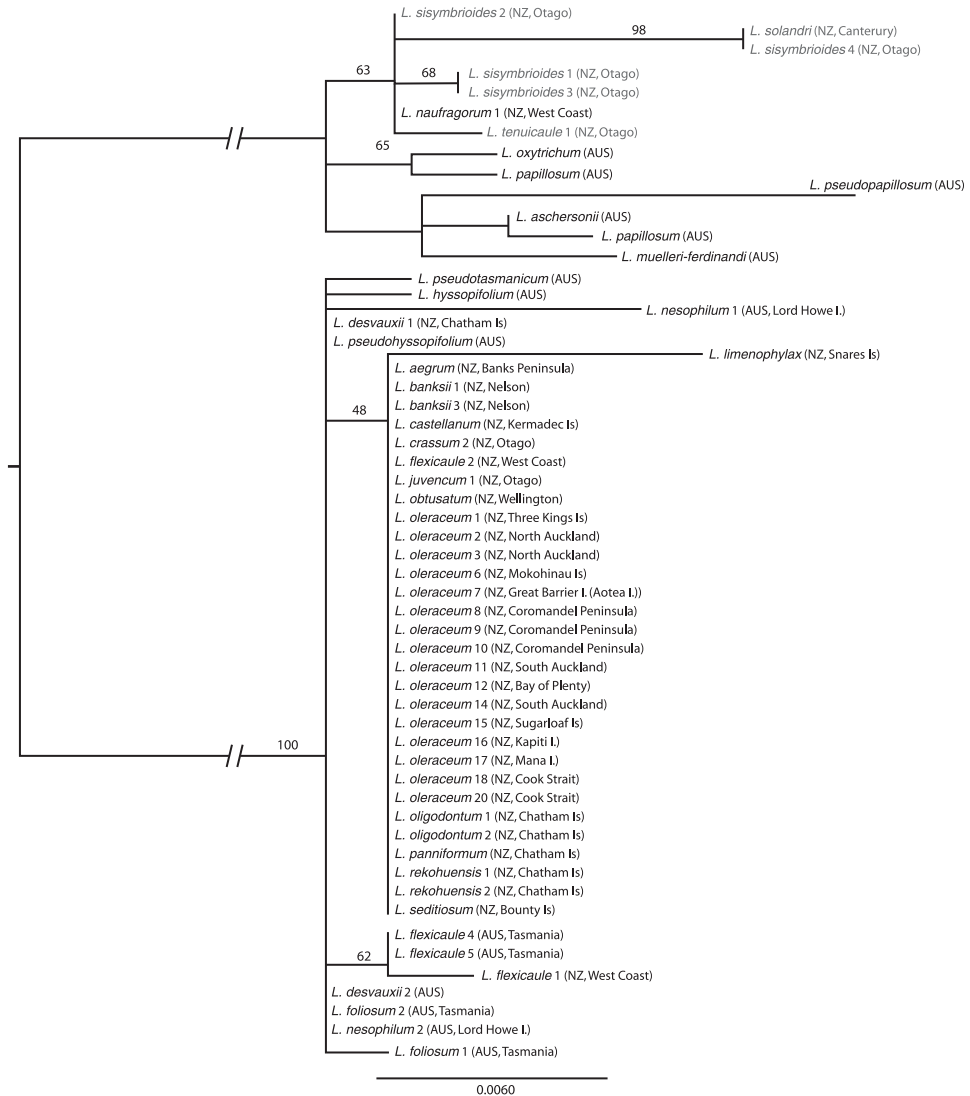 L. sisymbrioides 2 (NZ, Otago)
98
L. solandri (NZ, Canterury)
L. sisymbrioides 4 (NZ, Otago)
63
68
L. sisymbrioides 1 (NZ, Otago)
L. sisymbrioides 3 (NZ, Otago)
L. naufragorum 1 (NZ, West Coast)
L. tenuicaule 1 (NZ, Otago)
65
L. oxytrichum (AUS)
L. papillosum (AUS)
L. pseudopapillosum (AUS)
L. aschersonii (AUS)
L. papillosum (AUS)
L. muelleri-ferdinandi (AUS)
L. pseudotasmanicum (AUS)
L. hyssopifolium (AUS)
L. nesophilum 1 (AUS, Lord Howe I.)
L. desvauxii 1 (NZ, Chatham Is)
L. pseudohyssopifolium (AUS)
L. limenophylax (NZ, Snares Is)
L. aegrum (NZ, Banks Peninsula)
L. banksii 1 (NZ, Nelson)
L. banksii 3 (NZ, Nelson)
48
L. castellanum (NZ, Kermadec Is)
L. crassum 2 (NZ, Otago)
L. flexicaule 2 (NZ, West Coast)
L. juvencum 1 (NZ, Otago)
L. obtusatum (NZ, Wellington)
L. oleraceum 1 (NZ, Three Kings Is)
L. oleraceum 2 (NZ, North Auckland)
L. oleraceum 3 (NZ, North Auckland)
L. oleraceum 6 (NZ, Mokohinau Is)
L. oleraceum 7 (NZ, Great Barrier I. (Aotea I.))
L. oleraceum 8 (NZ, Coromandel Peninsula)
L. oleraceum 9 (NZ, Coromandel Peninsula)
L. oleraceum 10 (NZ, Coromandel Peninsula)
L. oleraceum 11 (NZ, South Auckland)
L. oleraceum 12 (NZ, Bay of Plenty)
L. oleraceum 14 (NZ, South Auckland)
L. oleraceum 15 (NZ, Sugarloaf Is)
L. oleraceum 16 (NZ, Kapiti I.)
100
L. oleraceum 17 (NZ, Mana I.)
L. oleraceum 18 (NZ, Cook Strait)
L. oleraceum 20 (NZ, Cook Strait)
L. oligodontum 1 (NZ, Chatham Is)
L. oligodontum 2 (NZ, Chatham Is)
L. panniformum (NZ, Chatham Is)
L. rekohuensis 1 (NZ, Chatham Is)
L. rekohuensis 2 (NZ, Chatham Is)
L. seditiosum (NZ, Bounty Is)
L. flexicaule 4 (AUS, Tasmania)
62
L. flexicaule 5 (AUS, Tasmania)
L. flexicaule 1 (NZ, West Coast)
L. desvauxii 2 (AUS)
L. foliosum 2 (AUS, Tasmania)
L. nesophilum 2 (AUS, Lord Howe I.)
L. foliosum 1 (AUS, Tasmania)
0.0060